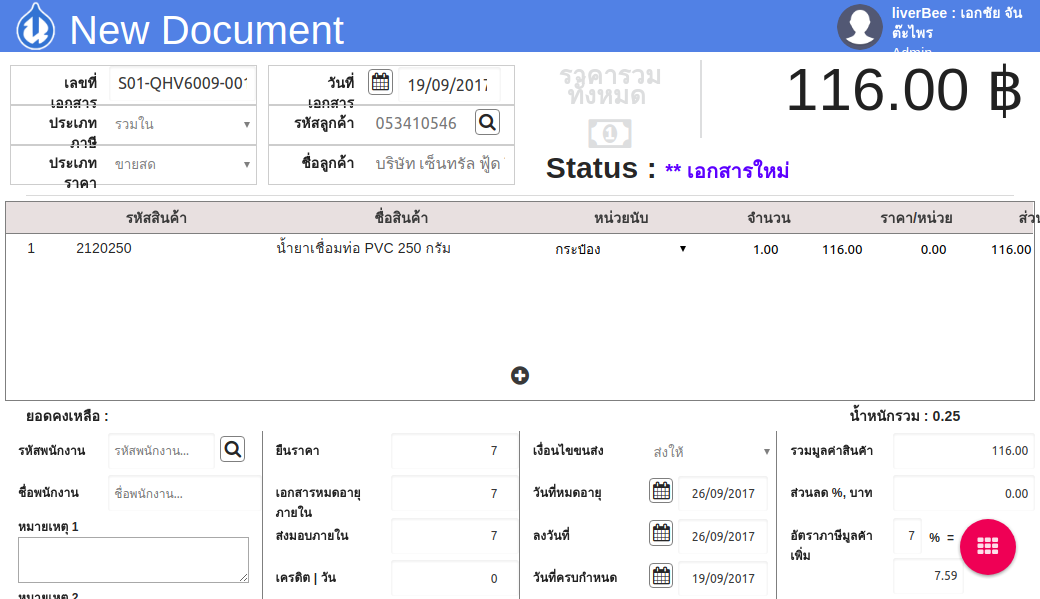 New Document
liverBee : เอกชัย จัน
ต๊ะไพร
Admin
เลขที่
เอกสาร
S01-QHV6009-001
วันที่
เอกสาร
19/09/2017
ราคารวม
ทั้งหมด
116.00 ฿
ประเภท
ภาษี
รวมใน
รหัสลูกค้า
053410546
ประเภท
ราคา
ขายสด
ชื่อลูกค้า
บริษัท เซ็นทรัล ฟู้ด
Status : ** เอกสารใหม่
รหัสสินค้า ชื่อสินค้า หน่วยนับ จำนวน ราคา/หน่วย ส่วน
1 2120250 น้ำยาเชื่อมท่อ PVC 250 กรัม กระป๋อง 1.00 116.00 0.00 116.00
ยอดคงเหลือ : น้ำหนักรวม : 0.25
รหัสพนักงาน รหัสพนักงาน...
ชื่อพนักงาน ชื่อพนักงาน...
หมายเหตุ 1
หมายเหตุ 2
ยืนราคา 7
เอกสารหมดอายุ
ภายใน
7
ส่งมอบภายใน 7
เครดิต | วัน 0
เงื่อนไขขนส่ง ส่งให้
วันที่หมดอายุ 26/09/2017
ลงวันที่ 26/09/2017
วันที่ครบกำหนด 19/09/2017
รวมมูลค่าสินค้า 116.00
ส่วนลด %, บาท 0.00
อัตราภาษีมูลค่า
เพิ่ม
7 % =
7.59